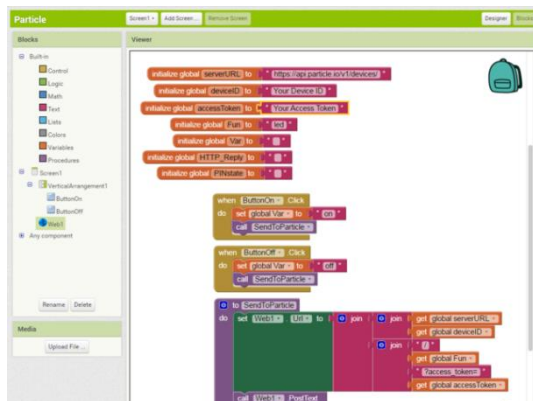 Particle
Screen1
Add Screen ...
Remove Screen
Designer
Blocks
Blocks
Viewer
Built-in
Control
Logic
Math
Text
Lists
Colors
Variables
Procedures
Screen1
VerticalArrangement1
ButtonOn
ButtonOff
Web1
Any component
Rename
Delete
Media
Upload File ...
initialize global serverURL to " https://api.particle.io/v1/devices/ "
initialize global deviceID to " Your Device ID "
initialize global accessToken to " Your Access Token "
initialize global Fun to " led "
initialize global Var to " "
initialize global HTTP_Reply to " "
initialize global PINstate to " "
when ButtonOn .Click
do set global Var to " on "
call SendToParticle
when ButtonOff .Click
do set global Var to " off "
call SendToParticle
to SendToParticle
do set Web1 . Url to join join get global serverURL
get global deviceID
join " / "
get global Fun
" ?access_token= "
get global accessToken
call Web1 .PostText